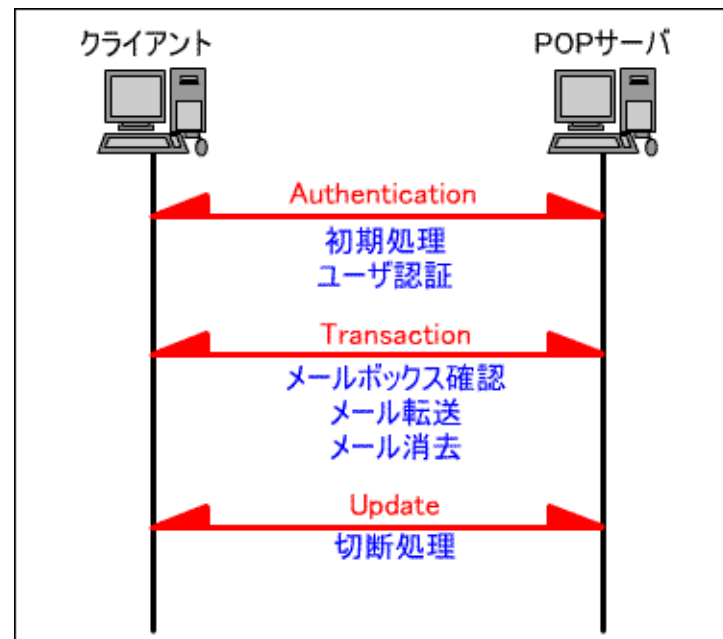 クライアント
POPサーバ
Authentication
初期処理
ユーザ認証
Transaction
メールボックス確認
メール転送
メール消去
Update
切断処理